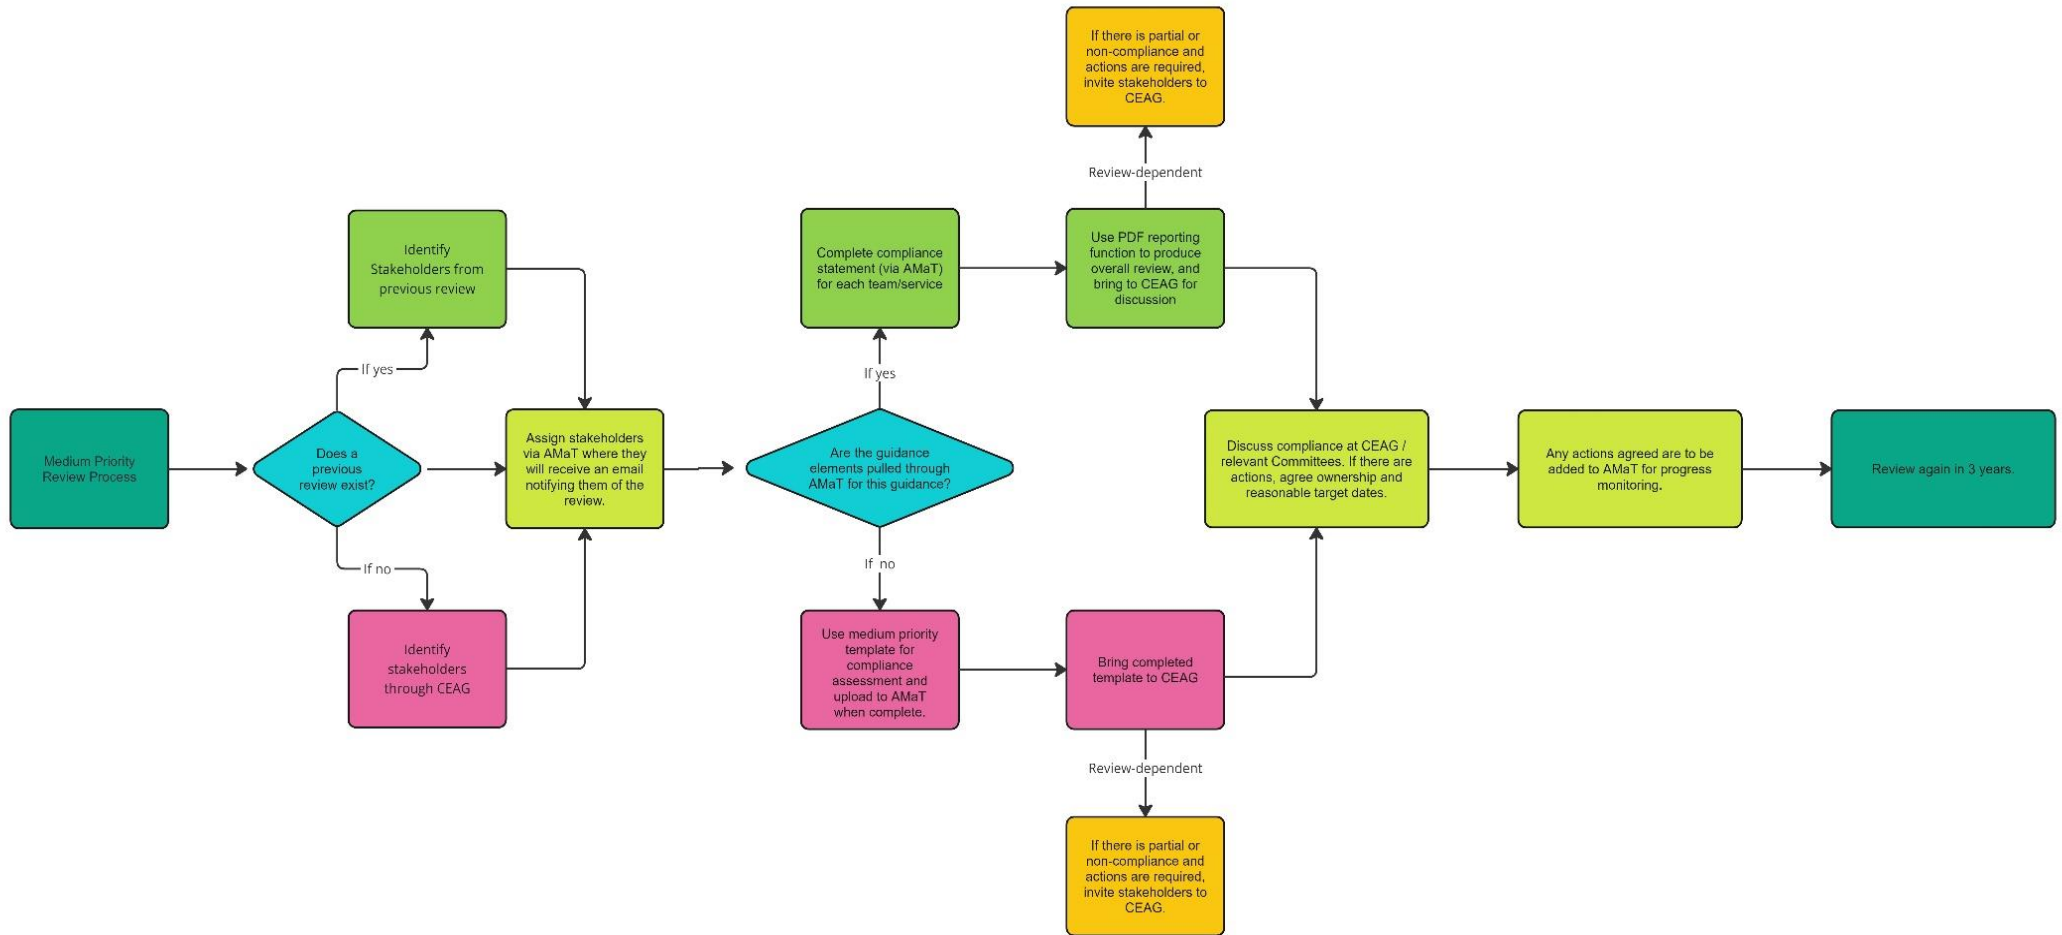 Medium Priority
Review Process
Does a
previous
review exist?
If yes
Identify
Stakeholders from
previous review
If no
Identify
stakeholders
through CEAG
Assign stakeholders
via AMaT where they
will receive an email
notifying them of the
review.
Are the guidance
elements pulled through
AMaT for this guidance?
If yes
Complete compliance
statement (via AMaT)
for each team/service
Use PDF reporting
function to produce
overall review, and
bring to CEAG for
discussion
Review-dependent
If there is partial or
non-compliance and
actions are required,
invite stakeholders to
CEAG.
If no
Use medium priority
template for
compliance
assessment and
upload to AMaT
when complete.
Bring completed
template to CEAG
Review-dependent
If there is partial or
non-compliance and
actions are required,
invite stakeholders to
CEAG.
Discuss compliance at CEAG /
relevant Committees. If there are
actions, agree ownership and
reasonable target dates.
Any actions agreed are to be
added to AMaT for progress
monitoring.
Review again in 3 years.